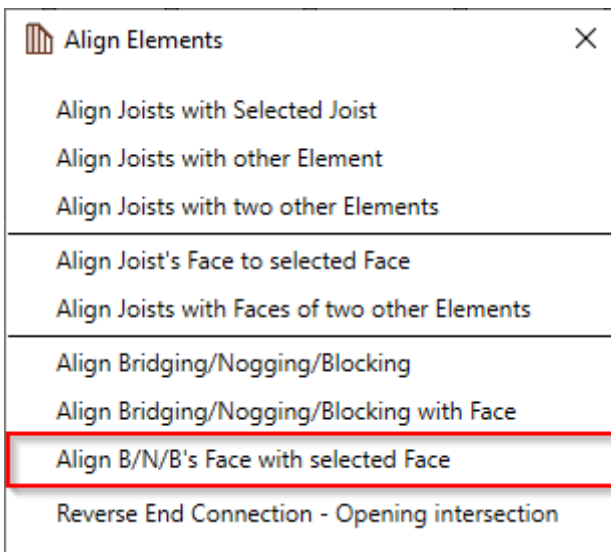 Align Elements
Align Joists with Selected Joist
Align Joists with other Element
Align Joists with two other Elements
Align Joist's Face to selected Face
Align Joists with Faces of two other Elements
Align Bridging/Nogging/Blocking
Align Bridging/Nogging/Blocking with Face
Align B/N/B's Face with selected Face
Reverse End Connection - Opening intersection